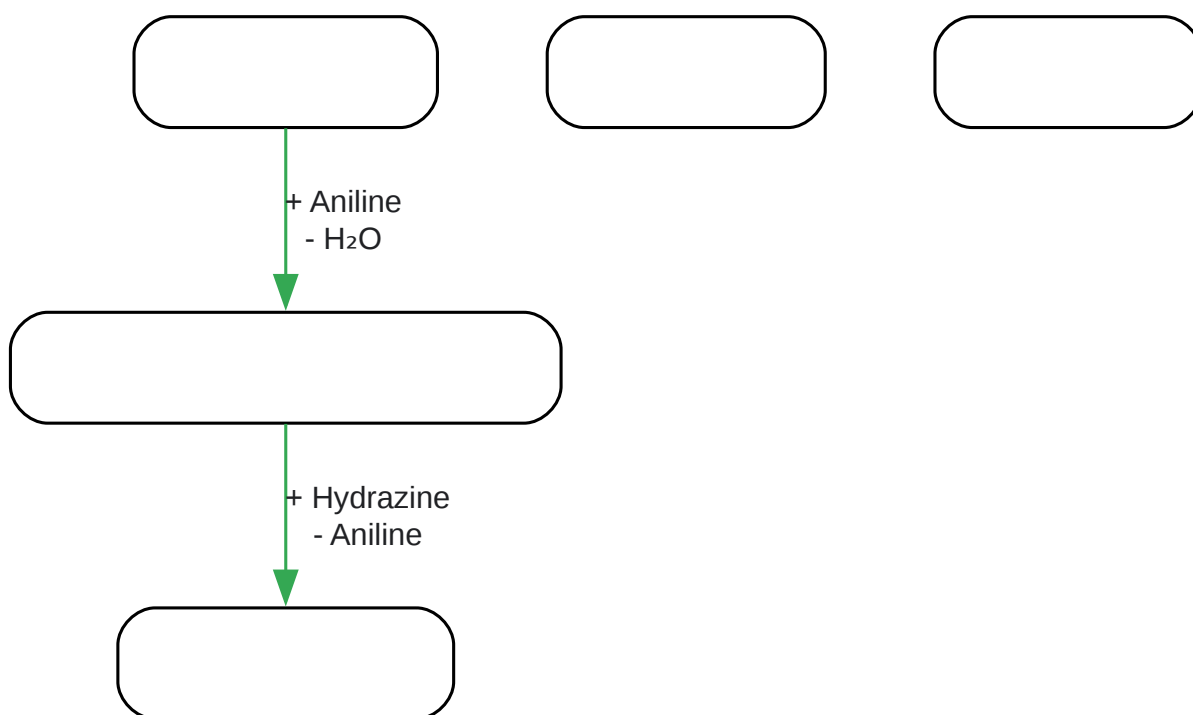 + Aniline
- H₂O
+ Hydrazine
- Aniline